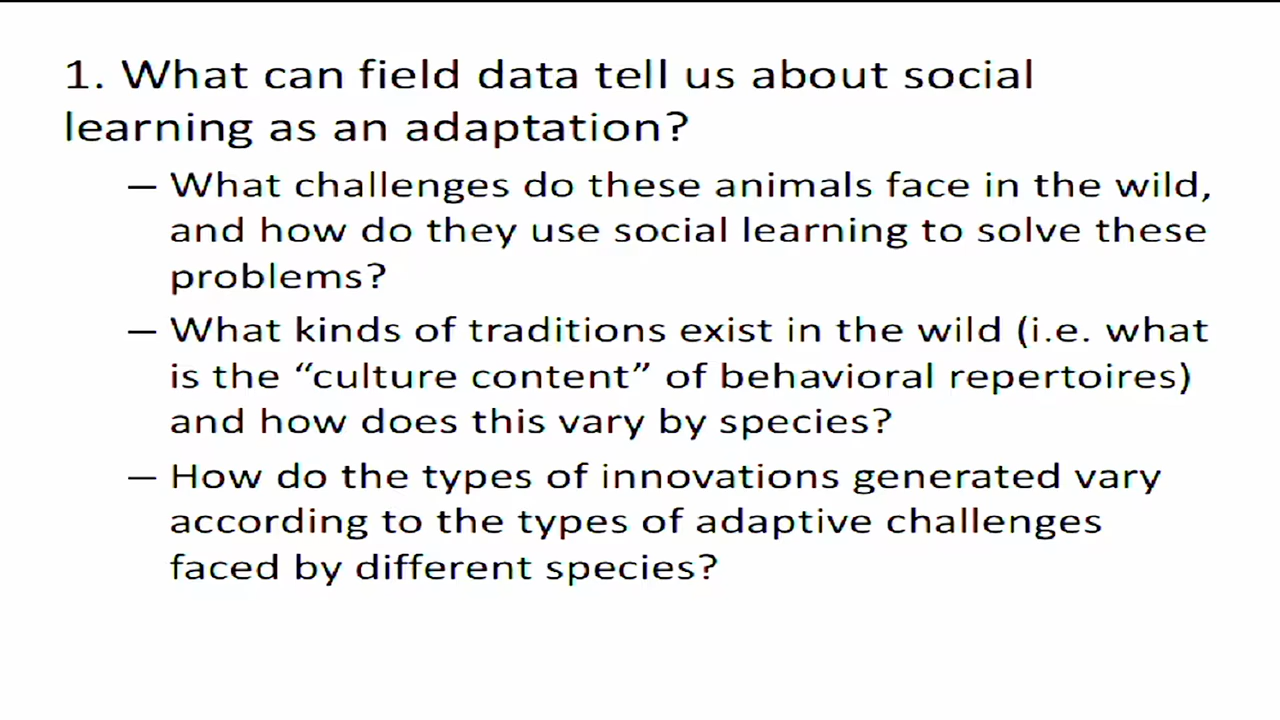 1. What can field data tell us about social
learning as an adaptation?
– What challenges do these animals face in the wild,
and how do they use social learning to solve these
problems?
– What kinds of traditions exist in the wild (i.e. what
is the “culture content” of behavioral repertoires)
and how does this vary by species?
– How do the types of innovations generated vary
according to the types of adaptive challenges
faced by different species?